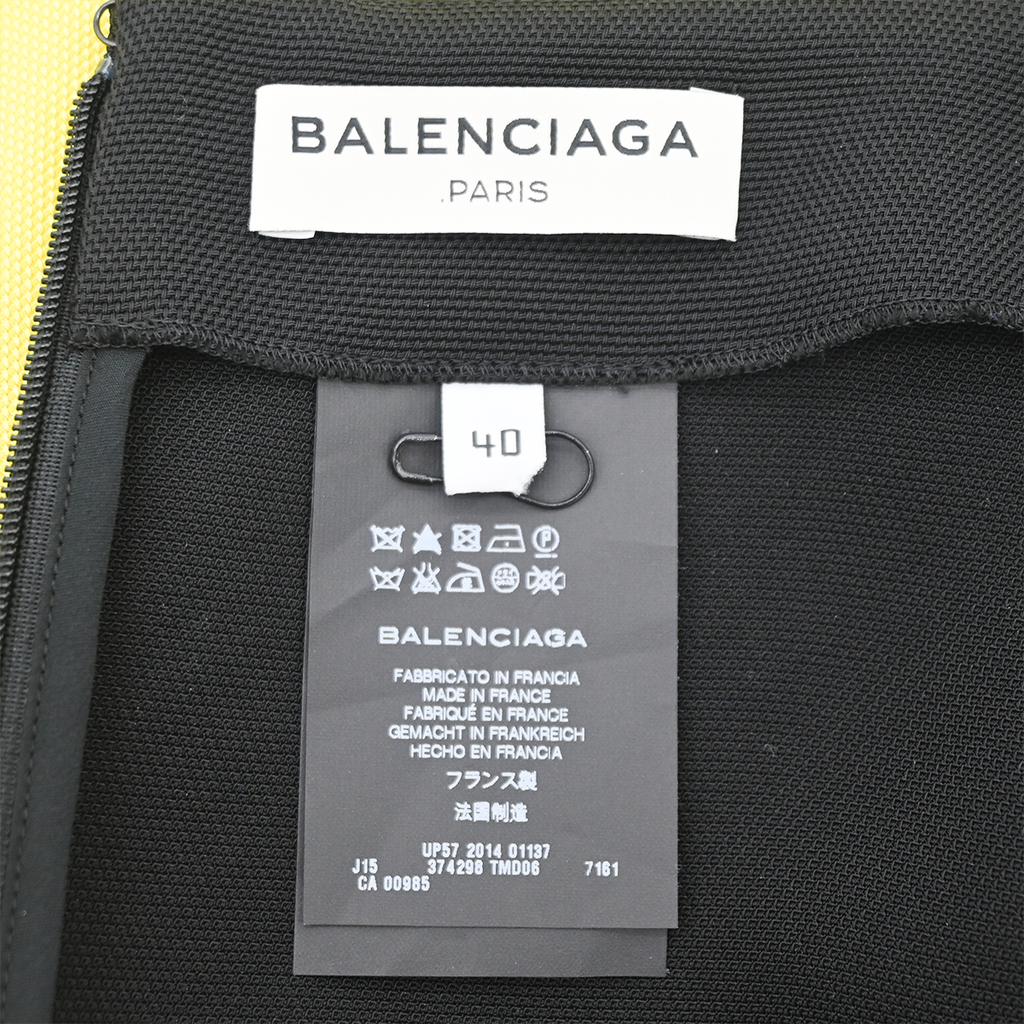 BALENCIAGA
.PARIS
40
P
BALENCIAGA
FABBRICATO IN FRANCIA
MADE IN FRANCE
FABRIQUÉ EN FRANCE
GEMACHT IN FRANKREICH
HECHO EN FRANCIA
フランス製
法国制造
UP57 2014 01137
J15 374298 TMD06 7161
CA 00985